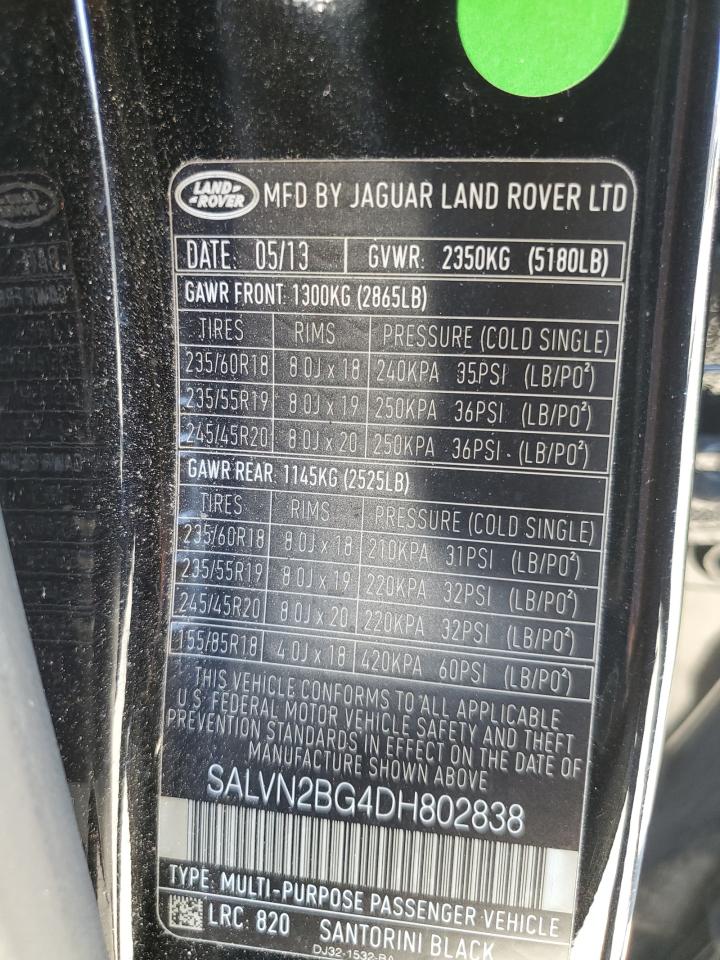 LAND ROVER MFD BY JAGUAR LAND ROVER LTD
DATE: 05/13 GVWR: 2350KG (5180LB)
GAWR FRONT: 1300KG (2865LB)
TIRES RIMS PRESSURE (COLD SINGLE)
235/60R18 8.0J x 18 240KPA 35PSI (LB/PO²)
235/55R19 8.0J x 19 250KPA 36PSI (LB/PO²)
245/45R20 8.0J x 20 250KPA 36PSI - (LB/PO²)
GAWR REAR: 1145KG (2525LB)
TIRES RIMS PRESSURE (COLD SINGLE)
235/60R18 8.0J x 18 210KPA 31PSI (LB/PO²)
235/55R19 8.0J x 19 220KPA 32PSI (LB/PO²)
245/45R20 8.0J x 20 220KPA 32PSI (LB/PO²)
155/85R18 4.0J x 18 420KPA 60PSI (LB/PO²)
THIS VEHICLE CONFORMS TO ALL APPLICABLE
U.S. FEDERAL MOTOR VEHICLE SAFETY AND THEFT
PREVENTION STANDARDS IN EFFECT ON THE DATE OF
MANUFACTURE SHOWN ABOVE
SALVN2BG4DH802838
TYPE: MULTI-PURPOSE PASSENGER VEHICLE
LRC: 820 SANTORINI BLACK
DJ32-1532-BA